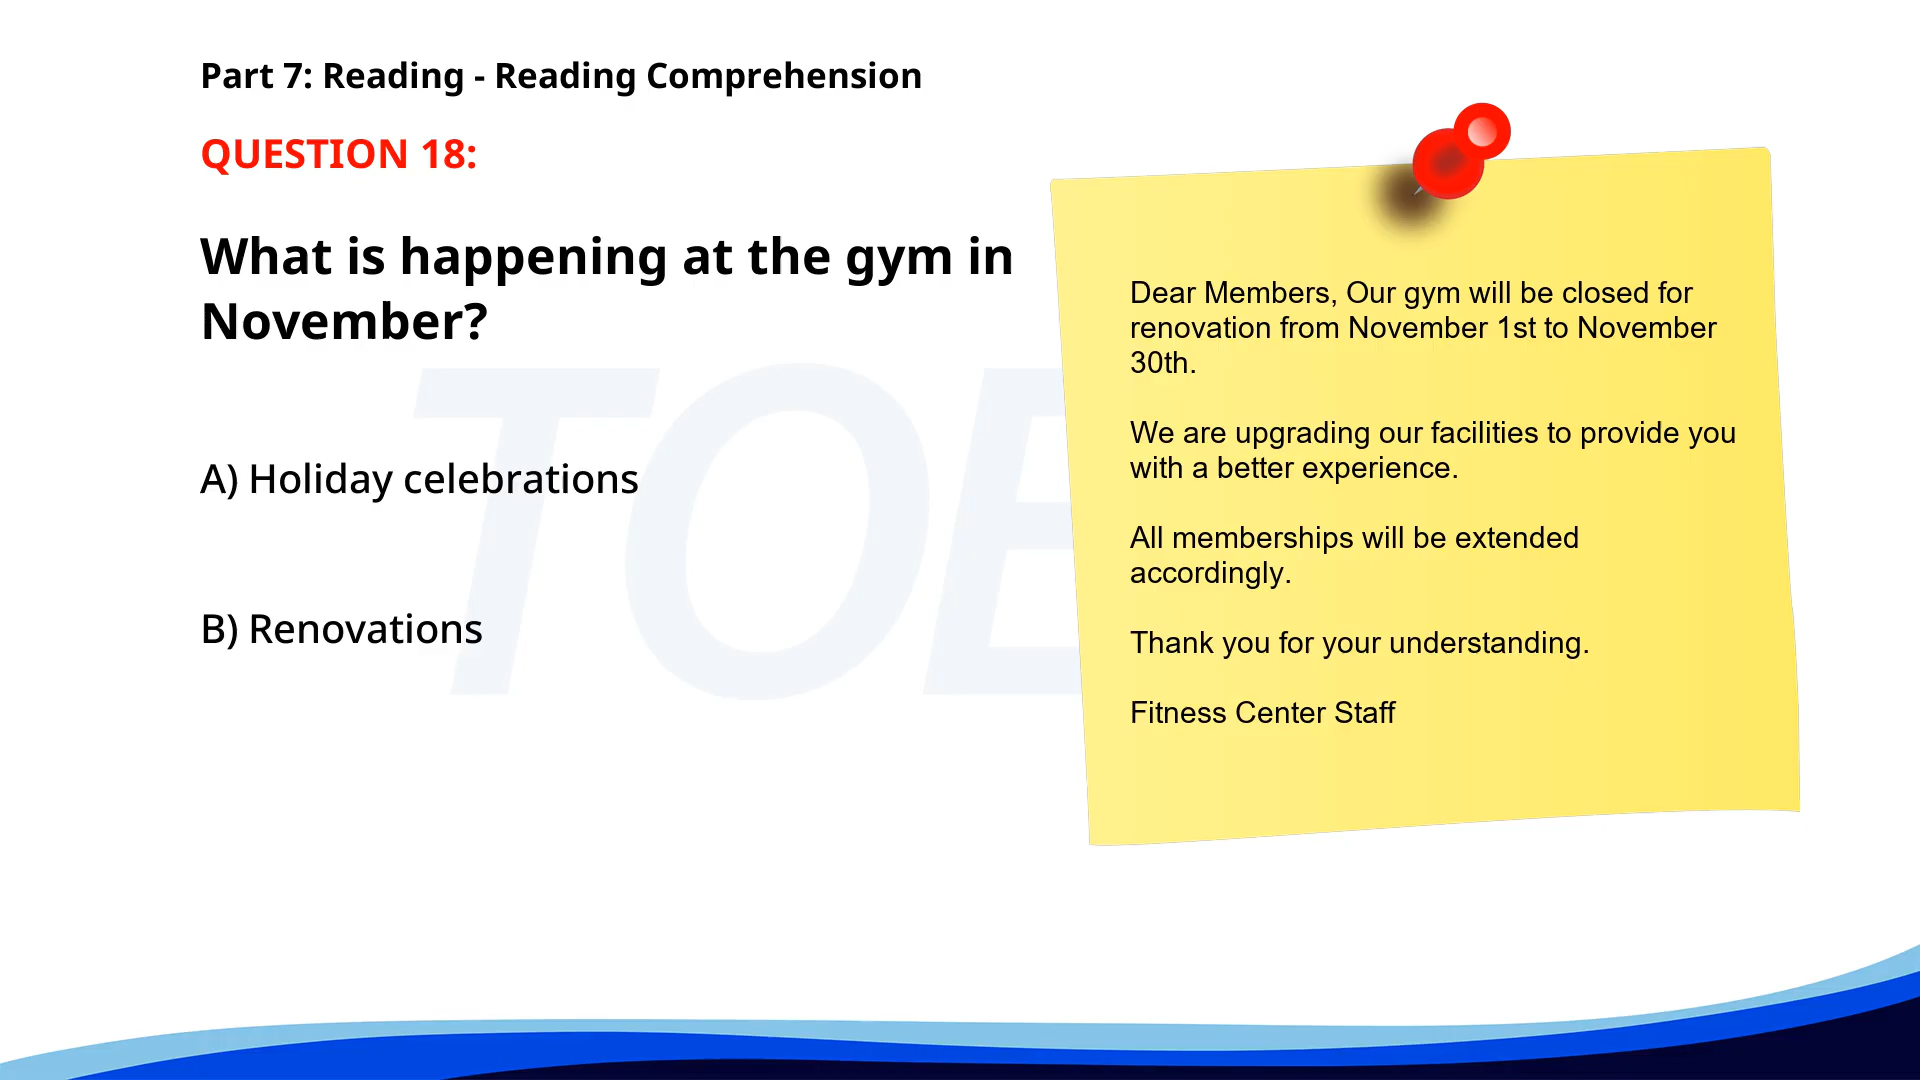 Part 7: Reading - Reading Comprehension
QUESTION 18:
What is happening at the gym in
November?
A) Holiday celebrations
B) Renovations
Dear Members, Our gym will be closed for
renovation from November 1st to November
30th.
We are upgrading our facilities to provide you
with a better experience.
All memberships will be extended
accordingly.
Thank you for your understanding.
Fitness Center Staff